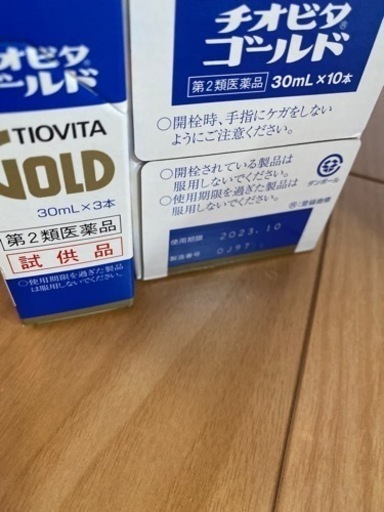 チオビタ
ゴールド
TIOVITA
GOLD
30mL×3本
第2類医薬品
試供品
○使用期限を過ぎた製品
は服用しないでください。
チオビタ®
ゴールド
第2類医薬品 30mL×10本
○開栓時、手指にケガをしない
ようにご注意ください。
○開栓されている製品は
服用しないでください。
○使用期限を過ぎた製品は
服用しないでください。
ダンボール
Ⓡ:登録商標
使用期限 2023.10
製造番号 OJ97